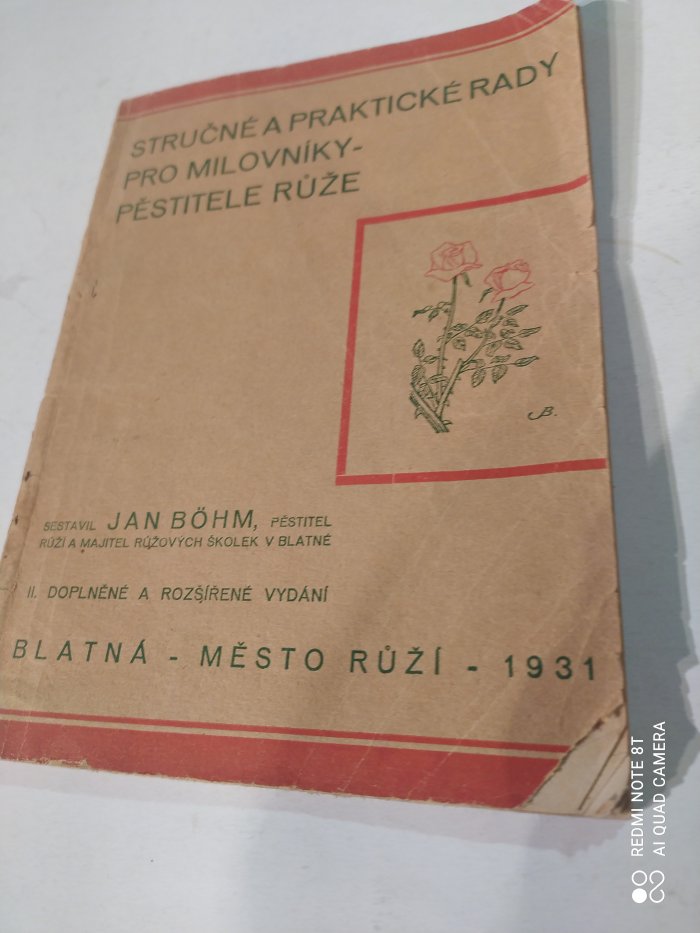 STRUČNÉ A PRAKTICKÉ RADY
PRO MILOVNÍKY-
PĚSTITELE RŮŽE
JB.
SESTAVIL JAN BÖHM, PĚSTITEL
RŮŽÍ A MAJITEL RŮŽOVÝCH ŠKOLEK V BLATNÉ
II. DOPLNĚNÉ A ROZŠÍŘENÉ VYDÁNÍ
BLATNÁ - MĚSTO RŮŽÍ - 1931
REDMI NOTE 8T
AI QUAD CAMERA